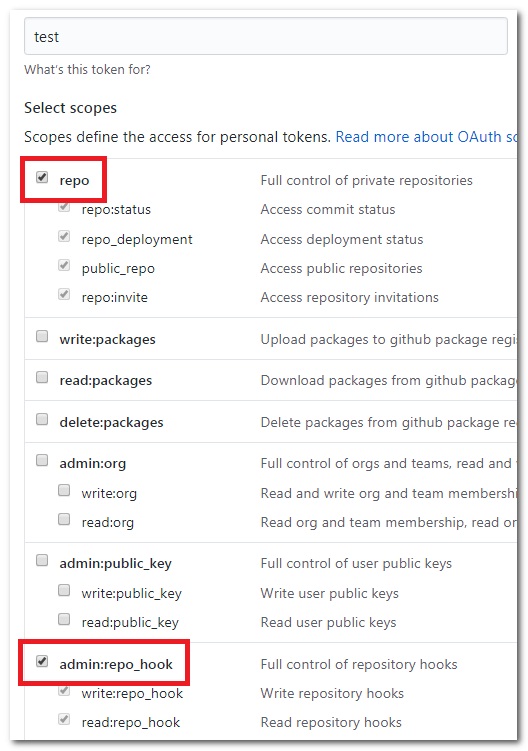 test
What's this token for?
Select scopes
Scopes define the access for personal tokens. Read more about OAuth sc
repo Full control of private repositories
repo:status Access commit status
repo_deployment Access deployment status
public_repo Access public repositories
repo:invite Access repository invitations
write:packages Upload packages to github package regi
read:packages Download packages from github packag
delete:packages Delete packages from github package re
admin:org Full control of orgs and teams, read and
write:org Read and write org and team membershi
read:org Read org and team membership, read or
admin:public_key Full control of user public keys
write:public_key Write user public keys
read:public_key Read user public keys
admin:repo_hook Full control of repository hooks
write:repo_hook Write repository hooks
read:repo_hook Read repository hooks